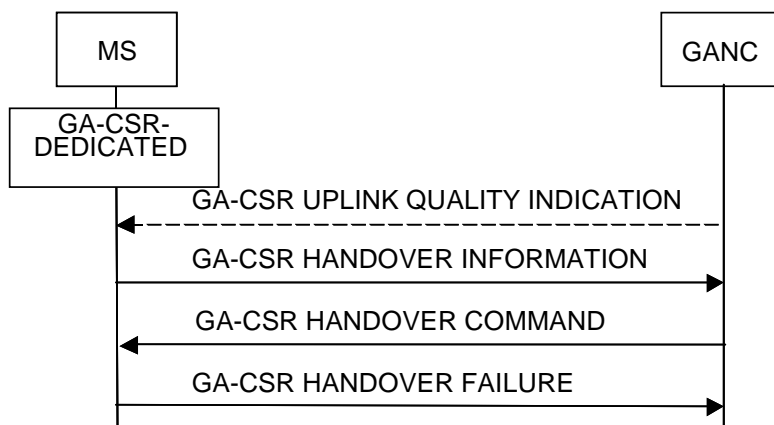 MS
GANC
GA-CSR-
DEDICATED
GA-CSR UPLINK QUALITY INDICATION
GA-CSR HANDOVER INFORMATION
GA-CSR HANDOVER COMMAND
GA-CSR HANDOVER FAILURE